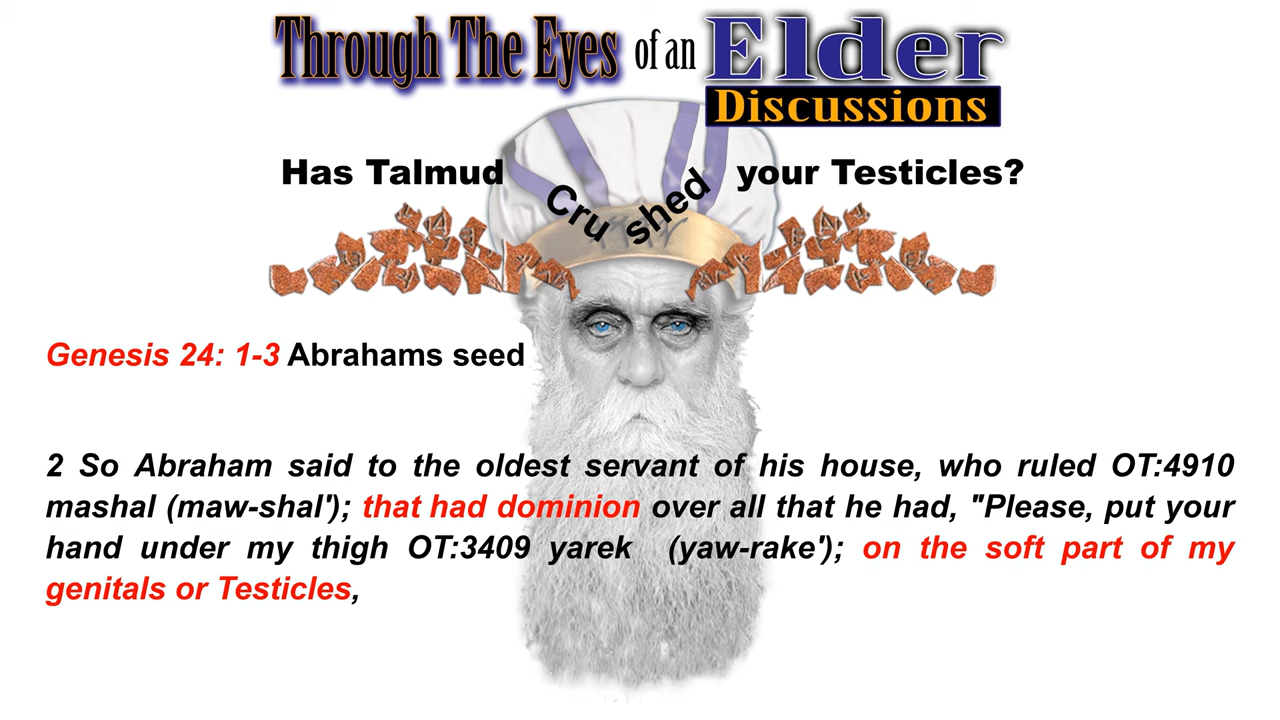 Through The Eyes of an Elder
Discussions
Has Talmud Crushed your Testicles?
Genesis 24: 1-3 Abrahams seed
2 So Abraham said to the oldest servant of his house, who ruled OT:4910
mashal (maw-shal'); that had dominion over all that he had, "Please, put your
hand under my thigh OT:3409 yarek (yaw-rake'); on the soft part of my
genitals or Testicles,